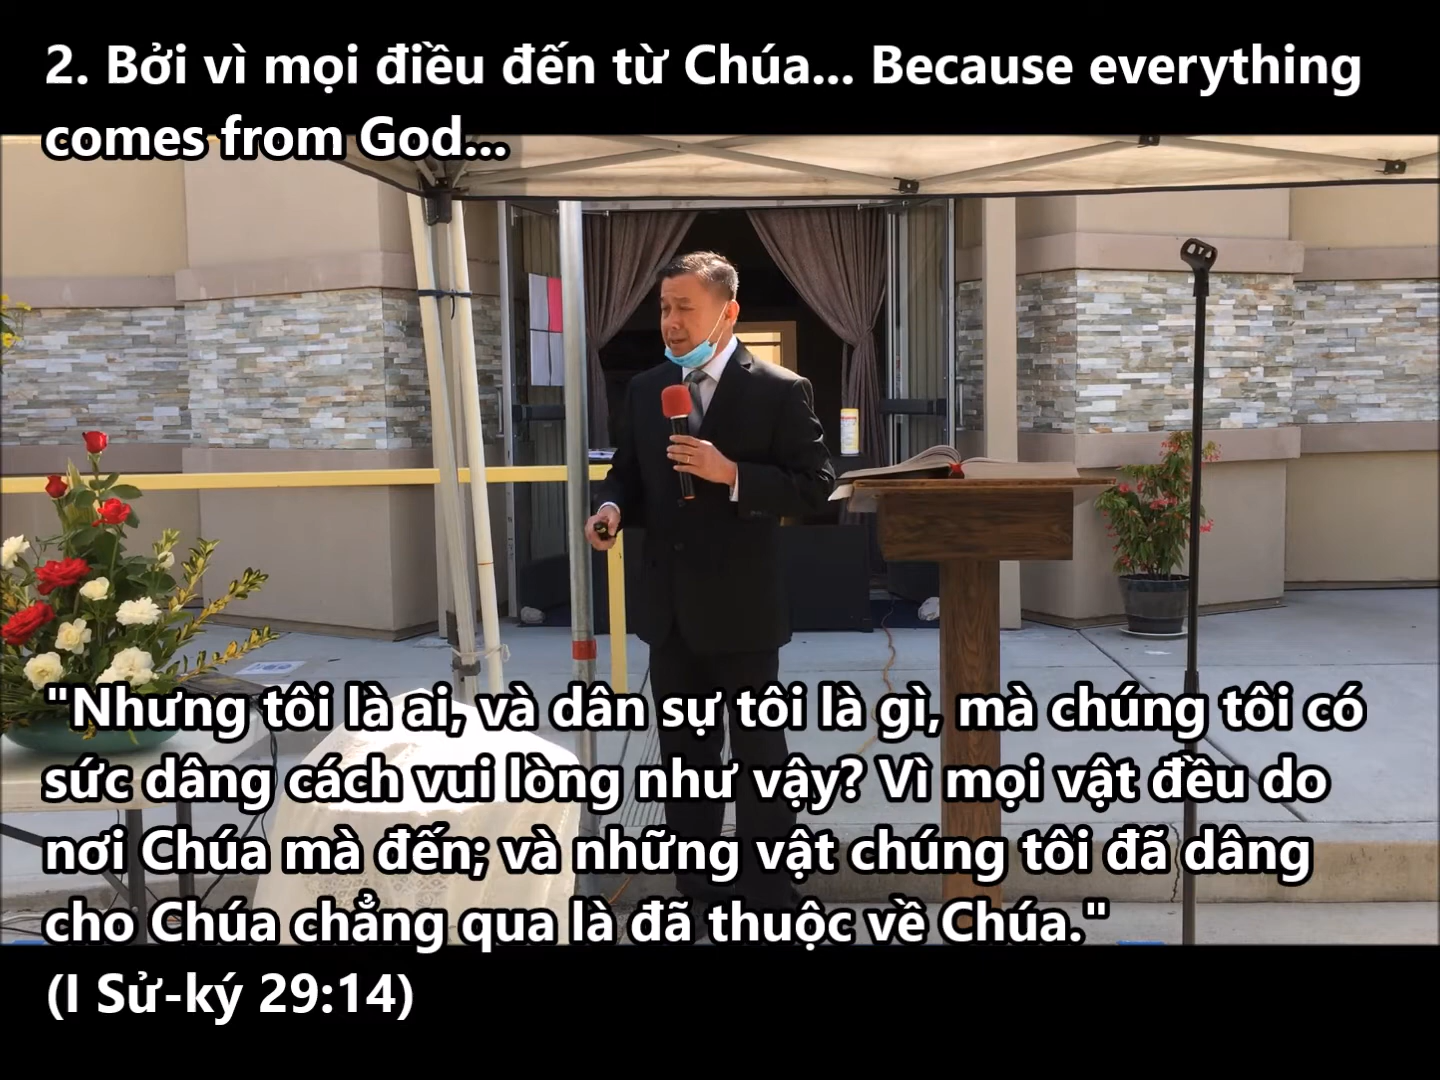 2. Bởi vì mọi điều đến từ Chúa... Because everything
comes from God...
"Nhưng tôi là ai, và dân sự tôi là gì, mà chúng tôi có
sức dâng cách vui lòng như vậy? Vì mọi vật đều do
nơi Chúa mà đến; và những vật chúng tôi đã dâng
cho Chúa chẳng qua là đã thuộc về Chúa."
(I Sử-ký 29:14)